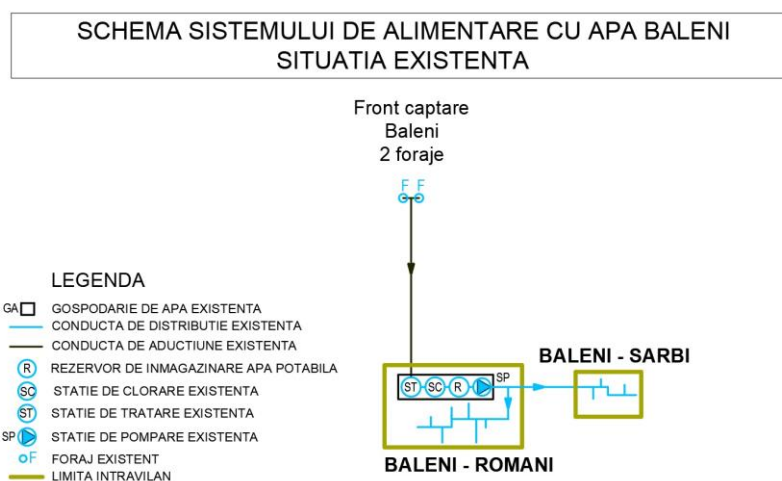 SCHEMA SISTEMULUI DE ALIMENTARE CU APA BALENI
SITUATIA EXISTENTA
Front captare
Baleni
2 foraje
F F
LEGENDA
GA GOSPODARIE DE APA EXISTENTA
CONDUCTA DE DISTRIBUTIE EXISTENTA
CONDUCTA DE ADUCTIUNE EXISTENTA
R REZERVOR DE INMAGAZINARE APA POTABILA
SC STATIE DE CLORARE EXISTENTA
ST STATIE DE TRATARE EXISTENTA
SP STATIE DE POMPARE EXISTENTA
F FORAJ EXISTENT
LIMITA INTRAVILAN
BALENI - SARBI
ST SC R SP
BALENI - ROMANI